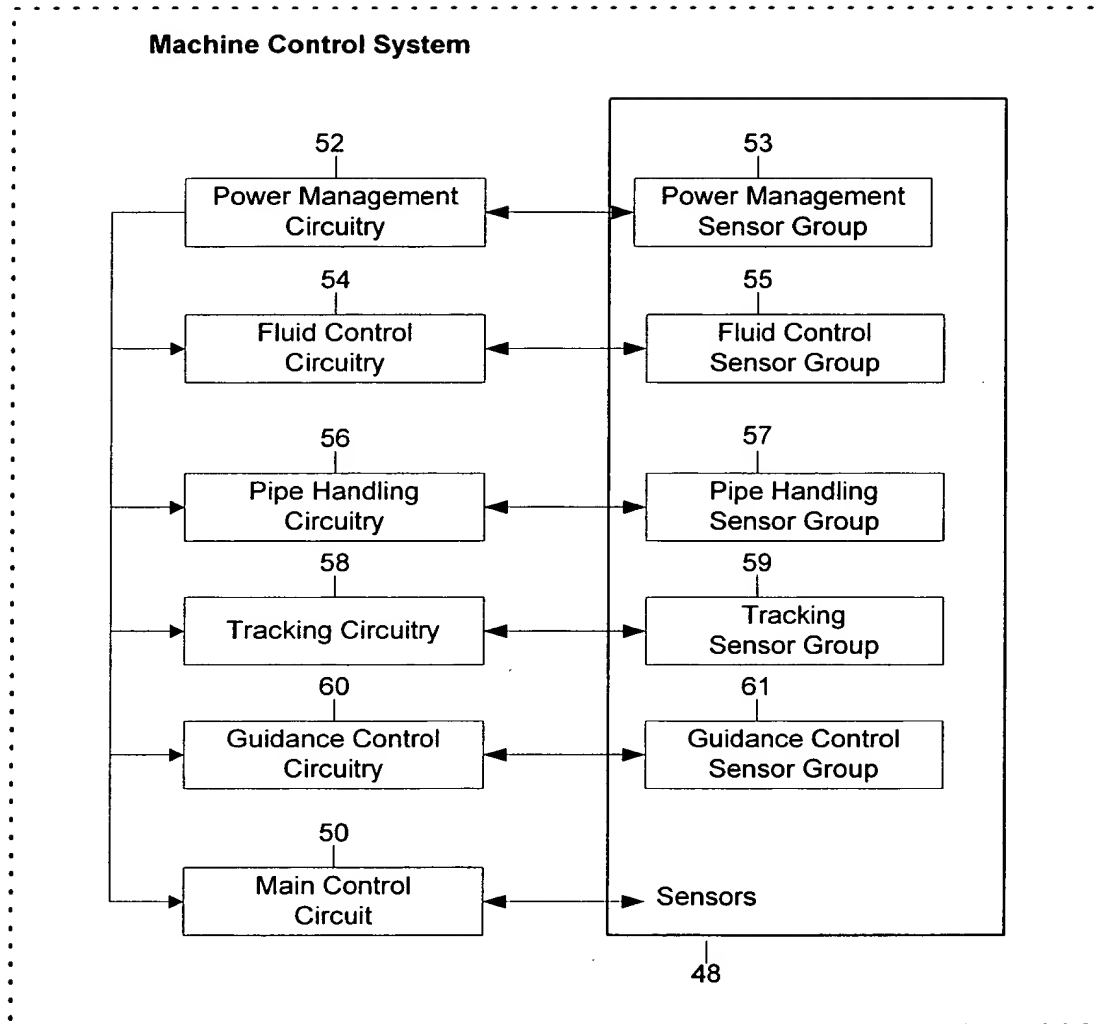 Machine Control System
52
53
Power Management
Circuitry
Power Management
Sensor Group
54
55
Fluid Control
Circuitry
Fluid Control
Sensor Group
56
57
Pipe Handling
Circuitry
Pipe Handling
Sensor Group
58
59
Tracking Circuitry
Tracking
Sensor Group
60
61
Guidance Control
Circuitry
Guidance Control
Sensor Group
50
Main Control
Circuit
Sensors
48